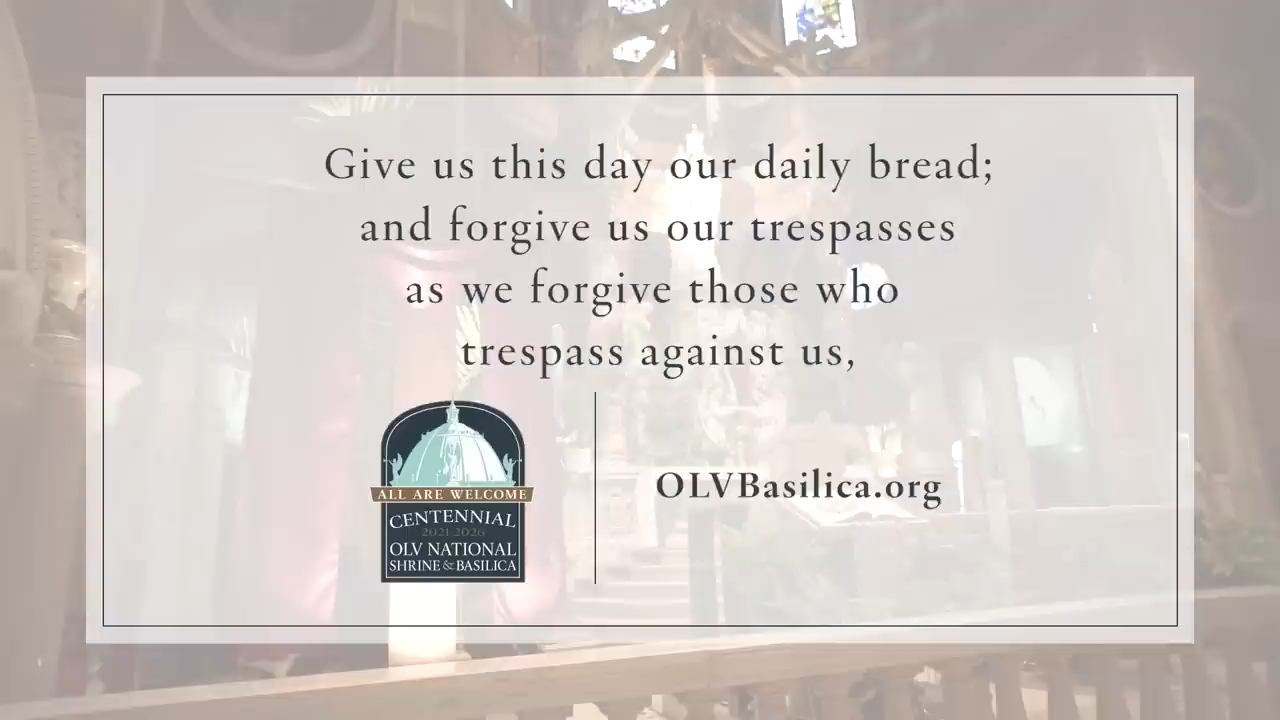 Give us this day our daily bread;
and forgive us our trespasses
as we forgive those who
trespass against us,
ALL ARE WELCOME
CENTENNIAL
2021-2026
OLV NATIONAL
SHRINE & BASILICA
OLVBasilica.org